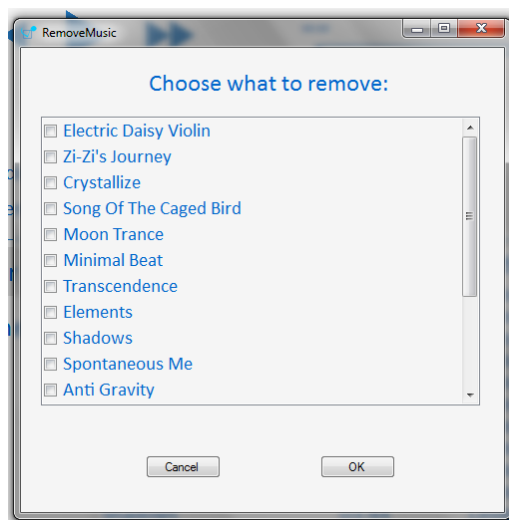 RemoveMusic
Choose what to remove:
Electric Daisy Violin
Zi-Zi's Journey
Crystallize
Song Of The Caged Bird
Moon Trance
Minimal Beat
Transcendence
Elements
Shadows
Spontaneous Me
Anti Gravity
Cancel
OK